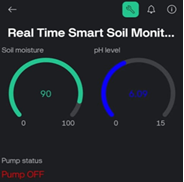 Real Time Smart Soil Monit...
Soil moisture
pH level
90
0
100
0
15
Pump status
Pump OFF